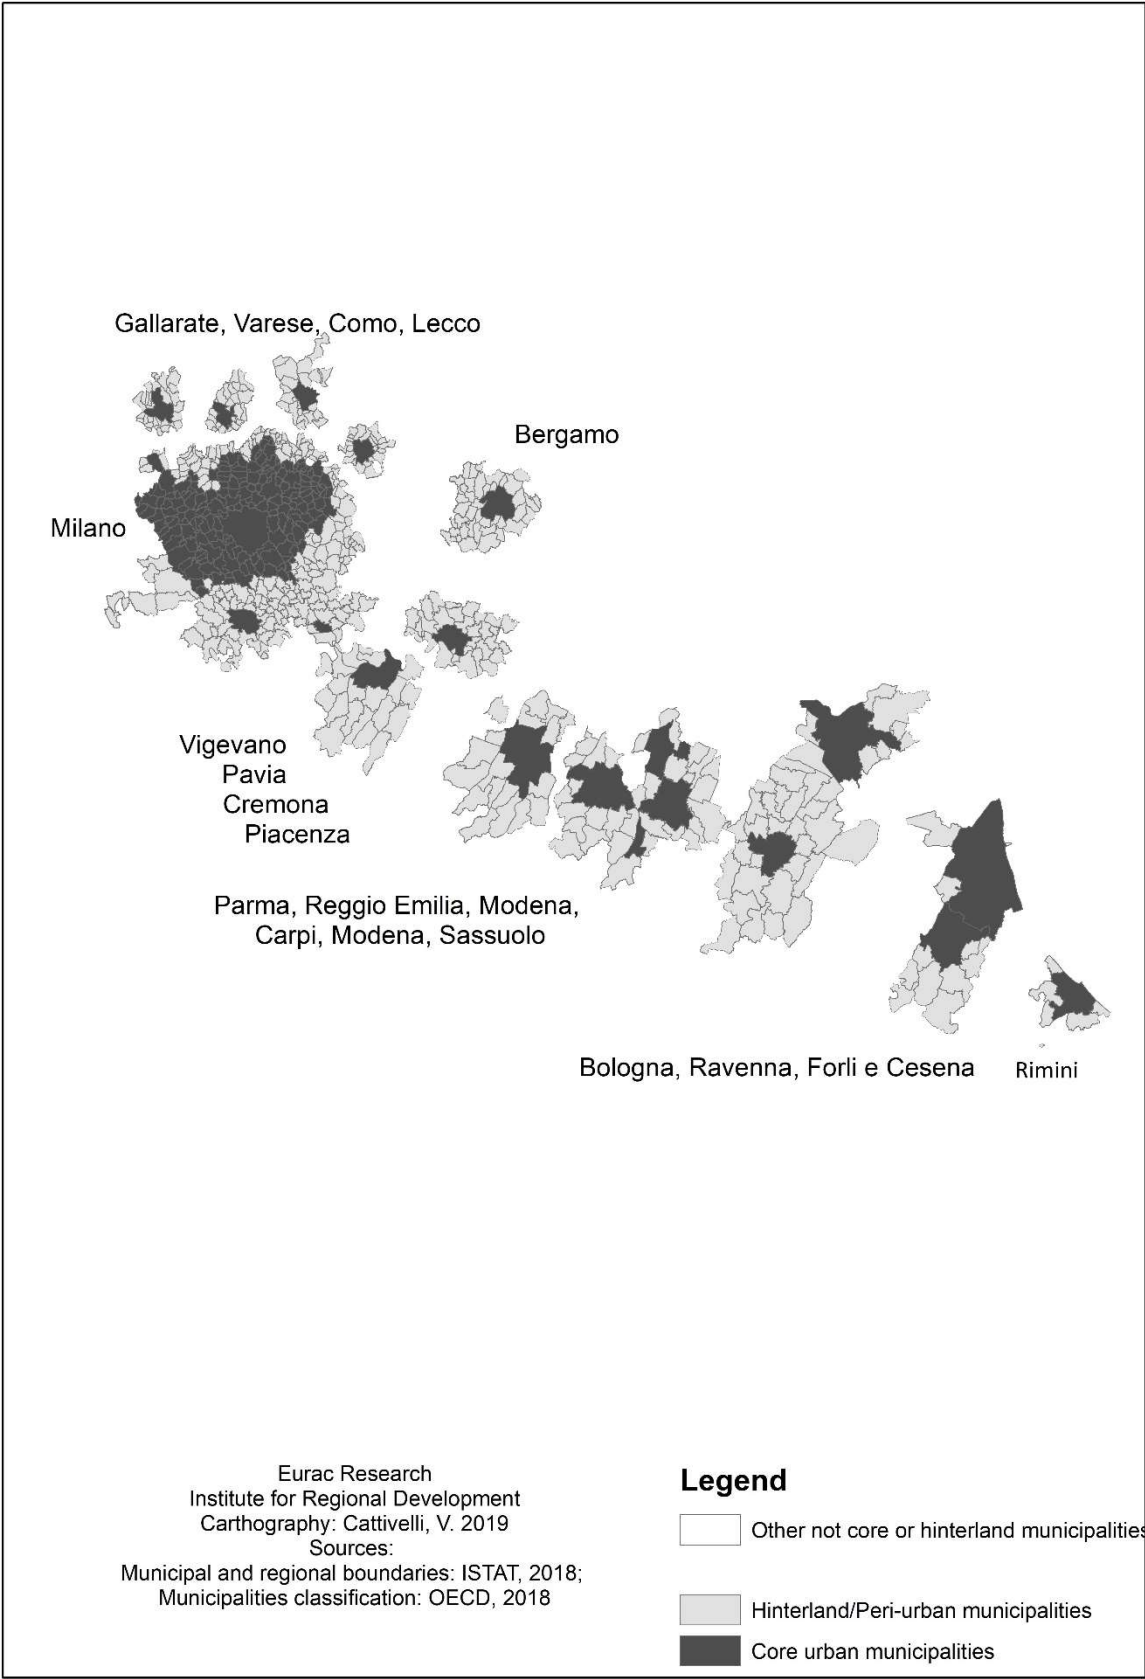 Gallarate, Varese, Como, Lecco
Bergamo
Milano
Vigevano
Pavia
Cremona
Piacenza
Parma, Reggio Emilia, Modena,
Carpi, Modena, Sassuolo
Bologna, Ravenna, Forli e Cesena
Rimini
Eurac Research
Institute for Regional Development
Carthography: Cattivelli, V. 2019
Sources:
Municipal and regional boundaries: ISTAT, 2018;
Municipalities classification: OECD, 2018
Legend
Other not core or hinterland municipalities
Hinterland/Peri-urban municipalities
Core urban municipalities